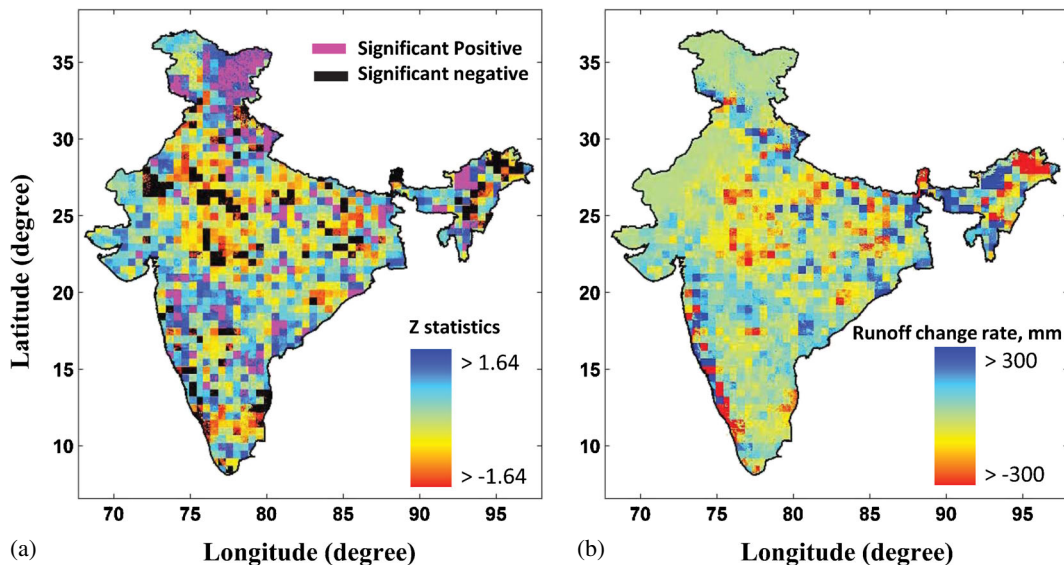 Significant Positive
Significant negative
35
30
25
20
15
10
Latitude (degree)
Z statistics
> 1.64
> -1.64
70 75 80 85 90 95
(a)
Longitude (degree)
35
30
25
20
15
10
Runoff change rate, mm
> 300
> -300
70 75 80 85 90 95
(b)
Longitude (degree)